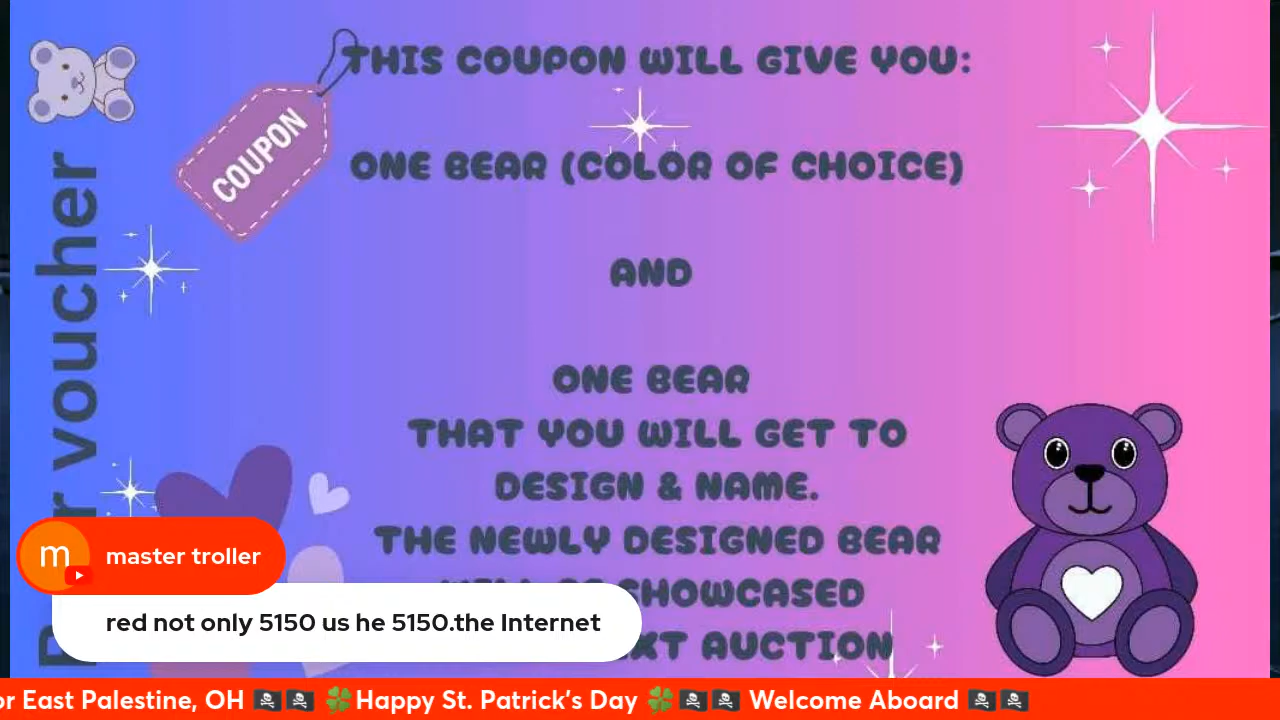 THIS COUPON WILL GIVE YOU:
COUPON
ONE BEAR (COLOR OF CHOICE)
AND
ONE BEAR
THAT YOU WILL GET TO
DESIGN & NAME.
THE NEWLY DESIGNED BEAR
SHOWCASED
AUCTION
voucher
m master troller
red not only 5150 us he 5150.the Internet
or East Palestine, OH 🏴‍☠️🏴‍☠️ 🍀Happy St. Patrick's Day 🍀🏴‍☠️🏴‍☠️ Welcome Aboard 🏴‍☠️🏴‍☠️